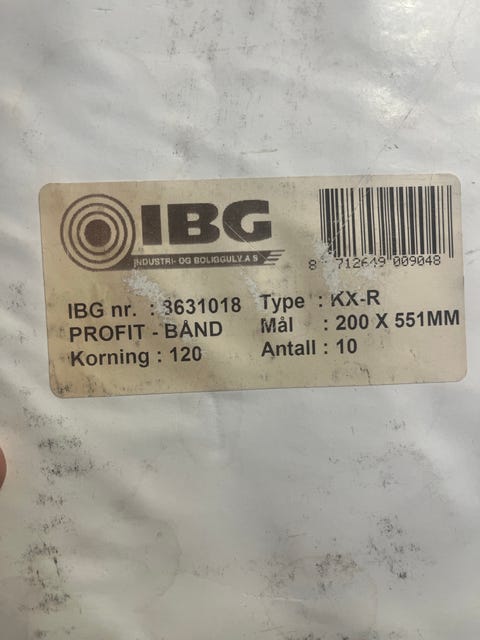 IBG
INDUSTRI- OG BOLIGGULV A S
8 712649 009048
IBG nr. : 3631018 Type : KX-R
PROFIT - BÅND Mål : 200 X 551MM
Korning : 120 Antall : 10